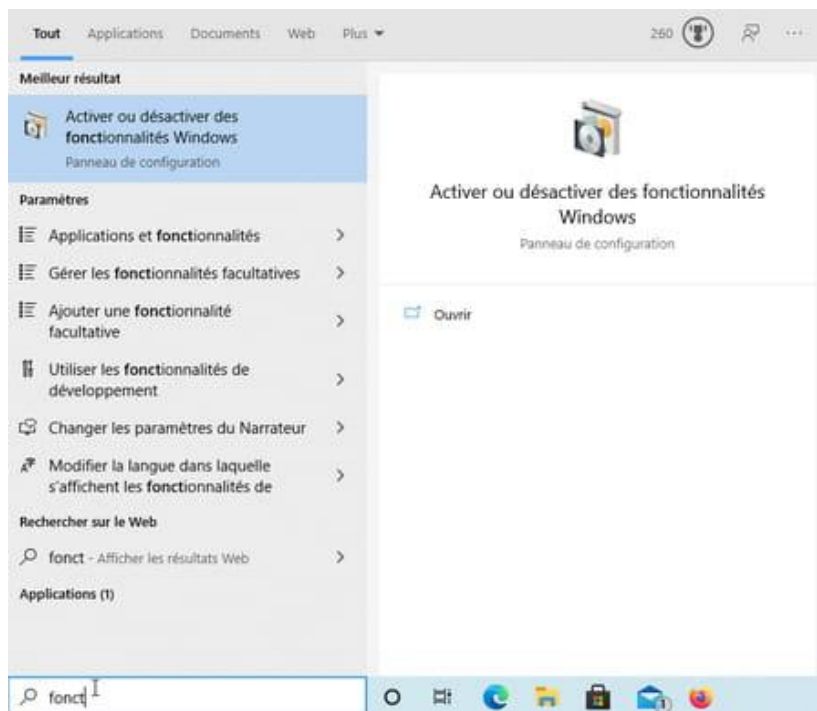 Tout Applications Documents Web Plus 260
Meilleur résultat
Activer ou désactiver des
fonctionnalités Windows
Panneau de configuration
Paramètres
Applications et fonctionnalités
Gérer les fonctionnalités facultatives
Ajouter une fonctionnalité
facultative
Utiliser les fonctionnalités de
développement
Changer les paramètres du Narrateur
Modifier la langue dans laquelle
s'affichent les fonctionnalités de
Rechercher sur le Web
fonct - Afficher les résultats Web
Applications (1)
Activer ou désactiver des fonctionnalités
Windows
Panneau de configuration
Ouvrir
fonct
1